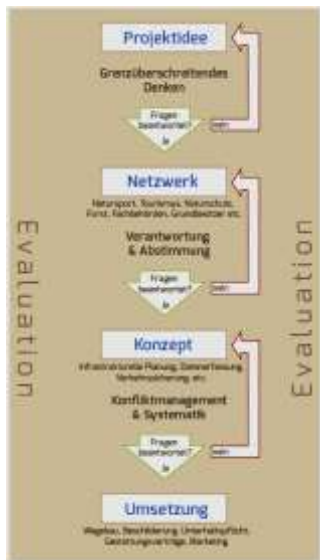 Projektidee
Grenzüberschreitendes
Denken
Fragen
beantwortet?
nein
Ja
Netzwerk
Natursport, Tourismus, Naturschutz,
Forst, Fachbehörden, Grundbesitzer etc.
Verantwortung
& Abstimmung
Fragen
beantwortet?
nein
Ja
Konzept
Infrastrukturelle Planung, Datenerfassung,
Verkehrssicherung, etc.
Konfliktmanagement
& Systematik
Fragen
beantwortet?
nein
Ja
Umsetzung
Wegebau, Beschilderung, Unterhaltspflicht,
Gestattungsverträge, Marketing
Evaluation
Evaluation